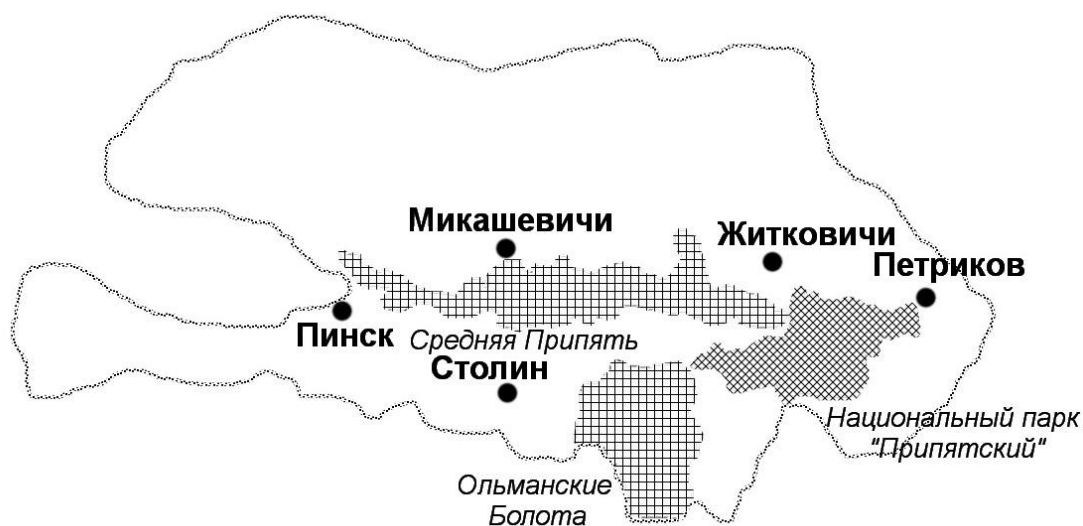 Микашевичи
Житковичи
Петриков
Пинск
Средняя Припять
Столин
Национальный парк
"Припятский"
Ольманские
Болота